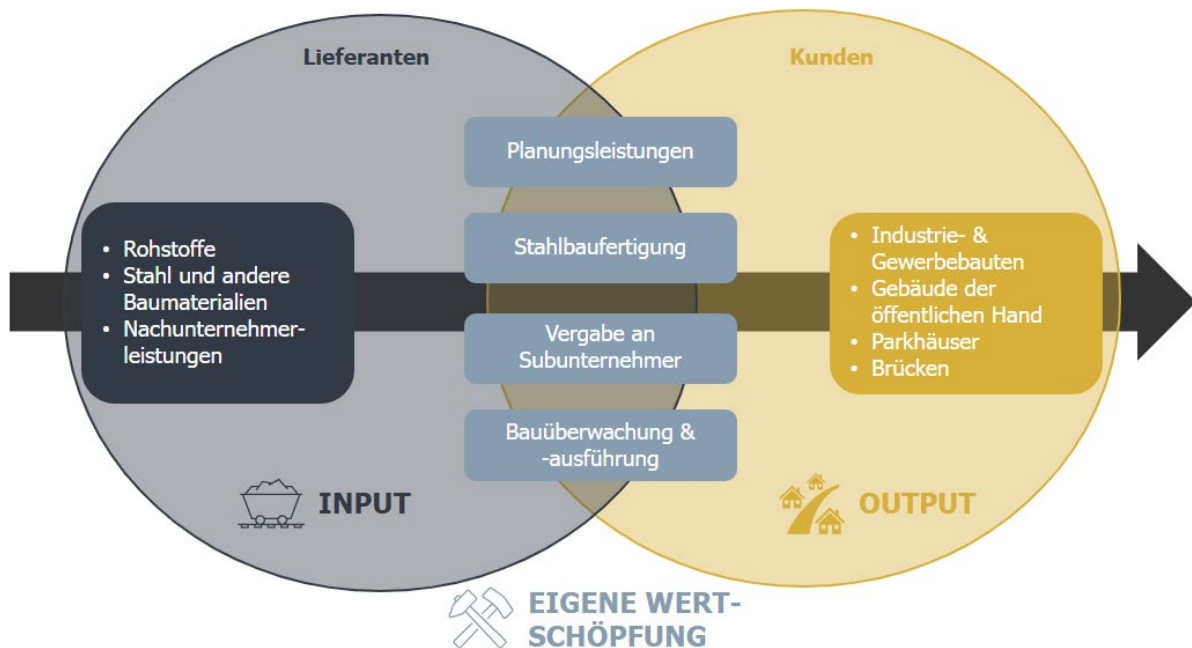 Lieferanten
Kunden
Planungsleistungen
Stahlbaufertigung
Vergabe an
Subunternehmer
Bauüberwachung &
-ausführung
• Rohstoffe
• Stahl und andere
Baumaterialien
• Nachunternehmer-
leistungen
• Industrie- &
Gewerbebauten
• Gebäude der
öffentlichen Hand
• Parkhäuser
• Brücken
INPUT
OUTPUT
EIGENE WERT-
SCHÖPFUNG